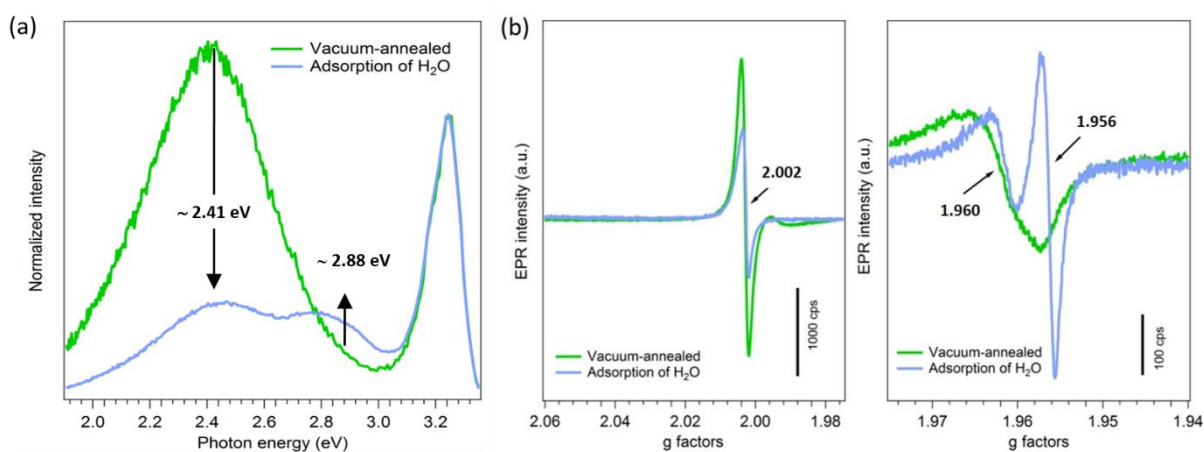 (a)
Normalized intensity
Vacuum-annealed
Adsorption of H₂O
~ 2.41 eV
~ 2.88 eV
2.0 2.2 2.4 2.6 2.8 3.0 3.2
Photon energy (eV)
(b)
EPR intensity (a.u.)
2.002
1000 cps
Vacuum-annealed
Adsorption of H₂O
2.06 2.04 2.02 2.00 1.98
g factors
EPR intensity (a.u.)
1.956
1.960
100 cps
Vacuum-annealed
Adsorption of H₂O
1.97 1.96 1.95 1.94
g factors